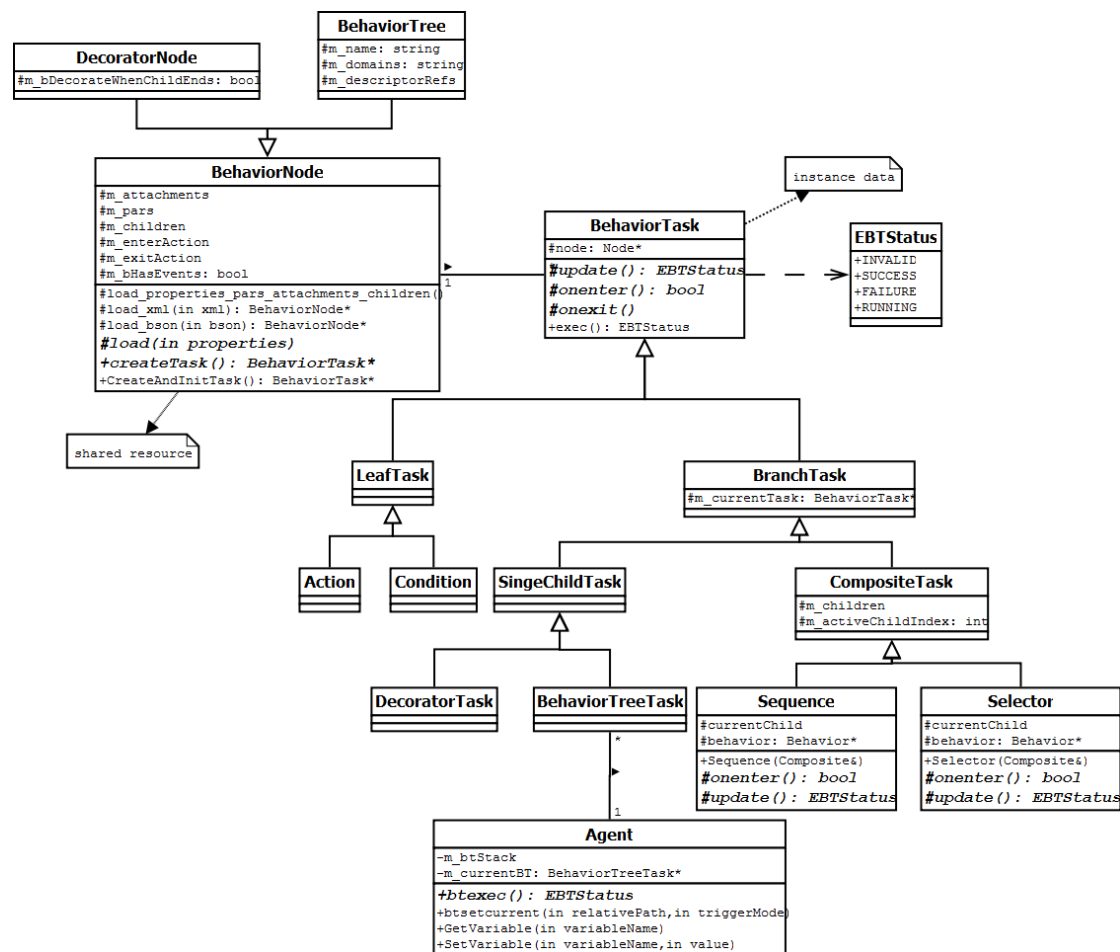 BehaviorTree
#m_name: string
#m_domains: string
#m_descriptorRefs
DecoratorNode
#m_bDecorateWhenChildEnds: bool
BehaviorNode
#m_attachments
#m_pars
#m_children
#m_enterAction
#m_exitAction
#m_bHasEvents: bool
#load_properties_pars_attachments_children()
#load_xml(in xml): BehaviorNode*
#load_bson(in bson): BehaviorNode*
#load(in properties)
+createTask(): BehaviorTask*
+CreateAndInitTask(): BehaviorTask*
shared resource
1
instance data
BehaviorTask
#node: Node*
#update(): EBTStatus
#onenter(): bool
#onexit()
+exec(): EBTStatus
EBTStatus
+INVALID
+SUCCESS
+FAILURE
+RUNNING
LeafTask
BranchTask
#m_currentTask: BehaviorTask*
Action
Condition
SingeChildTask
CompositeTask
#m_children
#m_activeChildIndex: int
DecoratorTask
BehaviorTreeTask
Sequence
#currentChild
#behavior: Behavior*
+Sequence(Composite&)
#onenter(): bool
#update(): EBTStatus
Selector
#currentChild
#behavior: Behavior*
+Selector(Composite&)
#onenter(): bool
#update(): EBTStatus
*
1
Agent
-m_btStack
-m_currentBT: BehaviorTreeTask*
+btexec(): EBTStatus
+btsetcurrent(in relativePath,in triggerMode)
+GetVariable(in variableName)
+SetVariable(in variableName,in value)